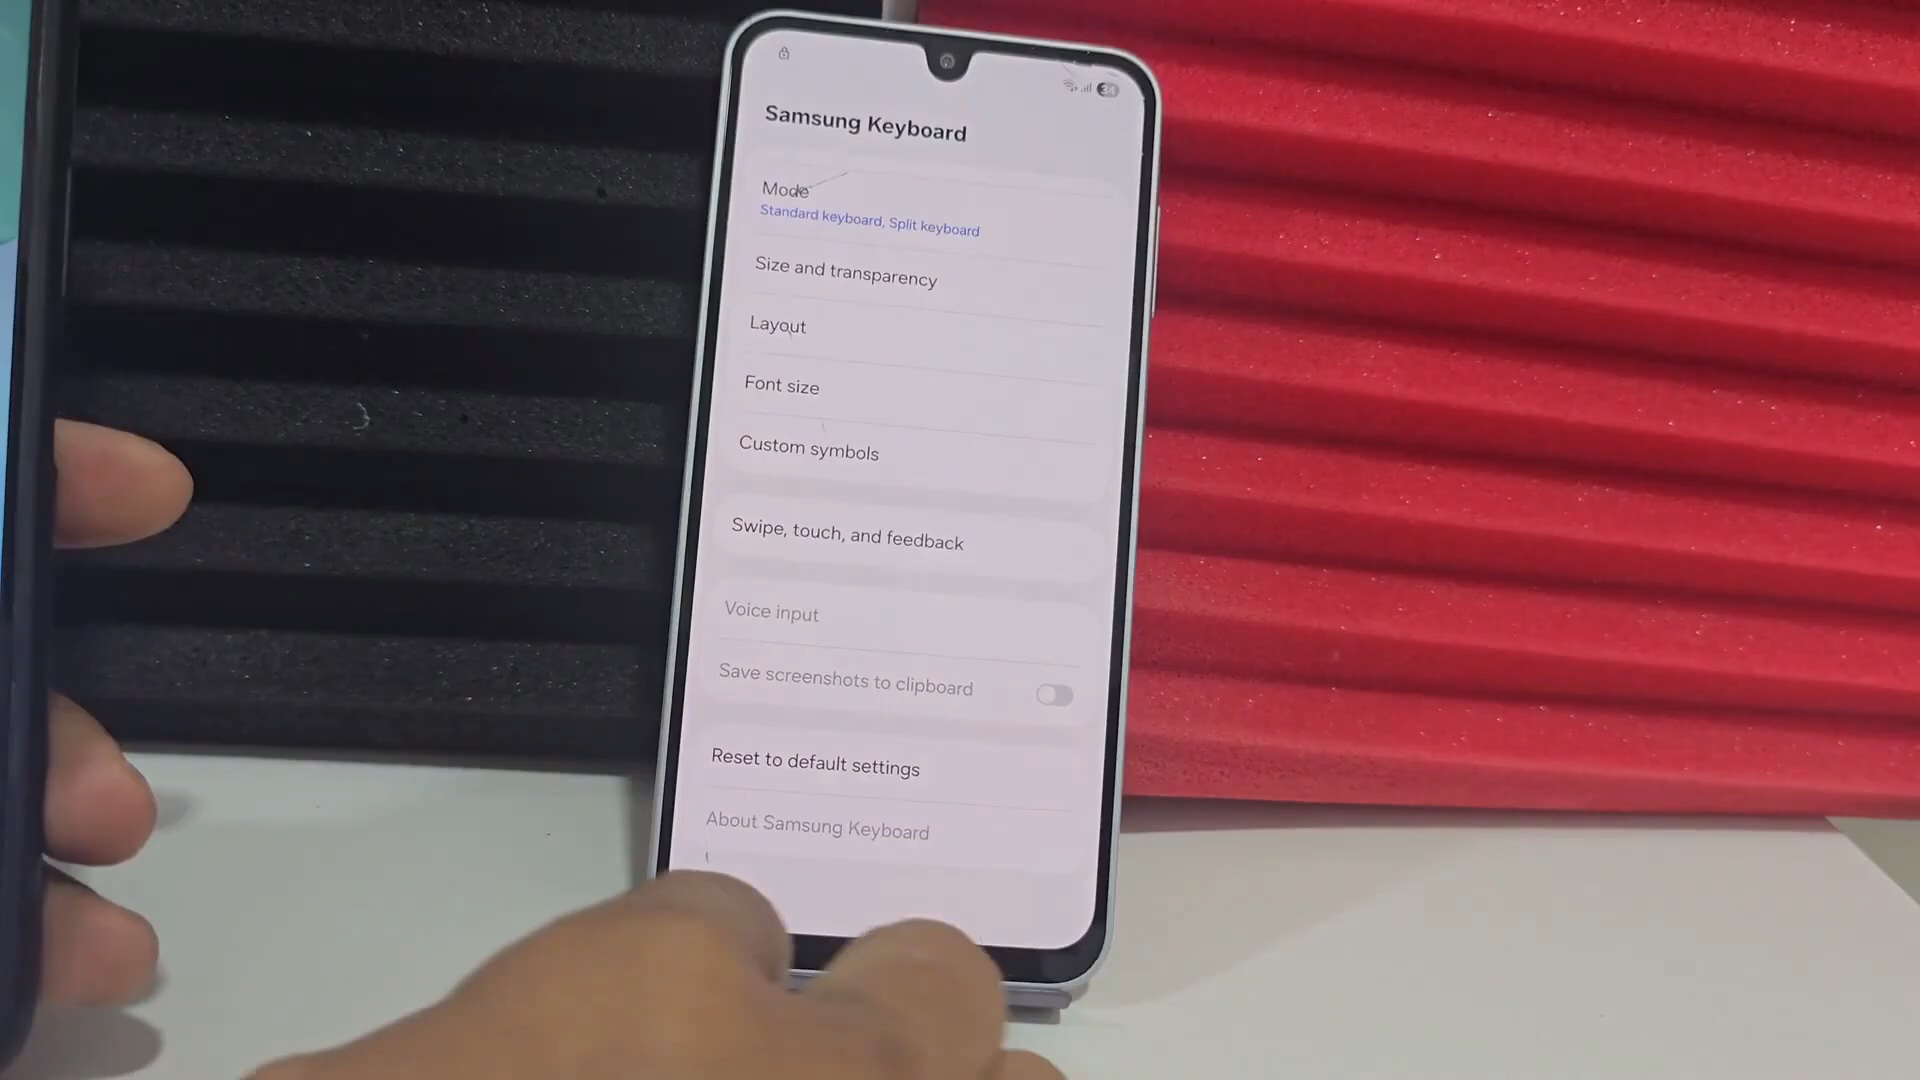 34
Samsung Keyboard
Mode
Standard keyboard, Split keyboard
Size and transparency
Layout
Font size
Custom symbols
Swipe, touch, and feedback
Voice input
Save screenshots to clipboard
Reset to default settings
About Samsung Keyboard